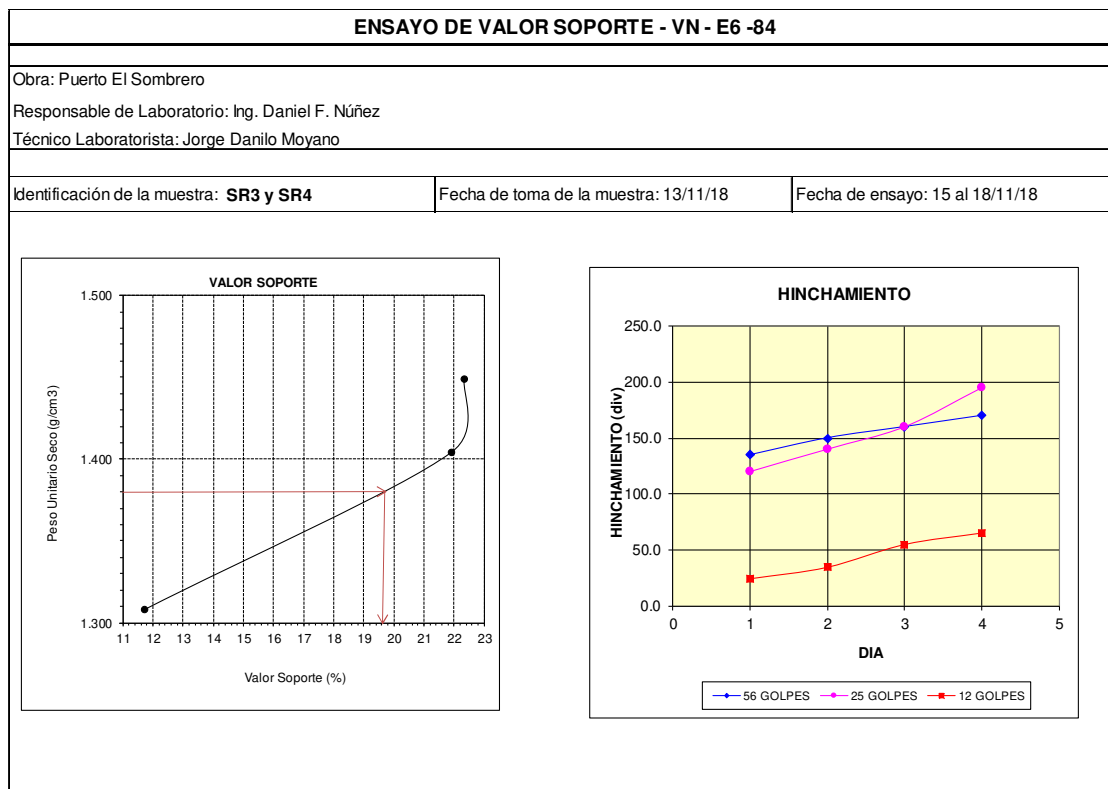 ENSAYO DE VALOR SOPORTE - VN - E6 -84
Obra: Puerto El Sombrero
Responsable de Laboratorio: Ing. Daniel F. Núñez
Técnico Laboratorista: Jorge Danilo Moyano
Identificación de la muestra: SR3 y SR4
Fecha de toma de la muestra: 13/11/18
Fecha de ensayo: 15 al 18/11/18
VALOR SOPORTE
Peso Unitario Seco (g/cm3)
1.500
1.400
1.300
11 12 13 14 15 16 17 18 19 20 21 22 23
Valor Soporte (%)
HINCHAMIENTO
HINCHAMIENTO (div)
250.0
200.0
150.0
100.0
50.0
0.0
0 1 2 3 4 5
DIA
56 GOLPES 25 GOLPES 12 GOLPES